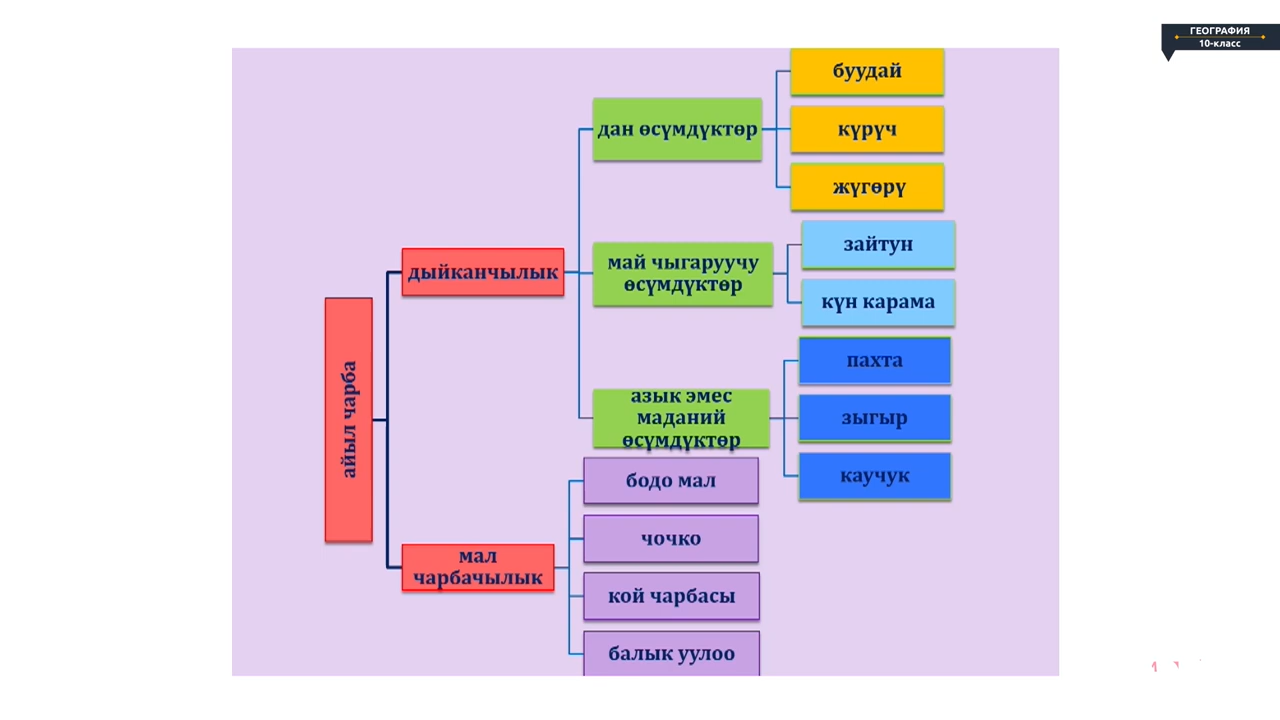 ГЕОГРАФИЯ
10-класс
айыл чарба
дыйканчылык
дан өсүмдүктөр
буудай
күрүч
жүгөрү
май чыгаруучу
өсүмдүктөр
зайтун
күн карама
азык эмес
маданий
өсүмдүктөр
пахта
зыгыр
каучук
мал
чарбачылык
бодо мал
чочко
кой чарбасы
балык уулоо